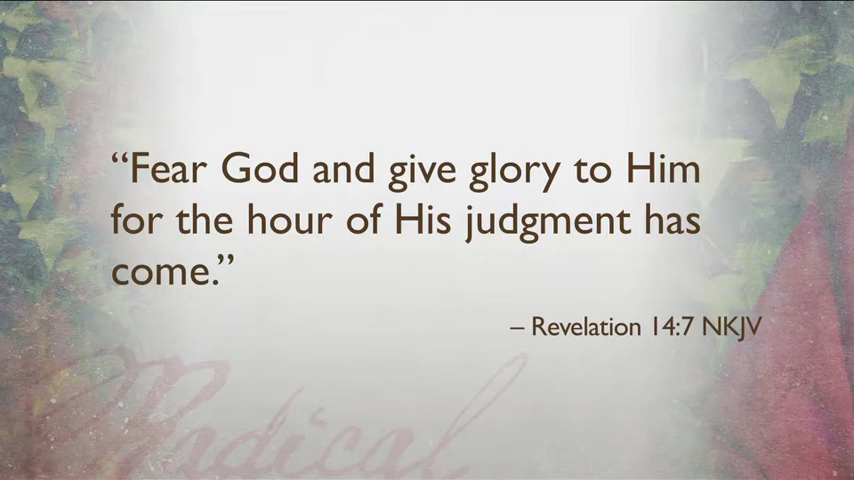 “Fear God and give glory to Him
for the hour of His judgment has
come.”
– Revelation 14:7 NKJV
Radical